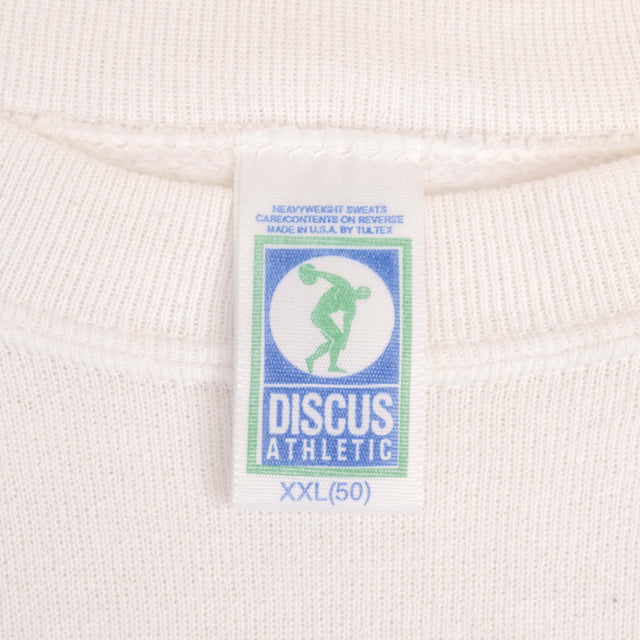 HEAVYWEIGHT SWEATS
CARE/CONTENTS ON REVERSE
MADE IN U.S.A. BY TULTEX
DISCUS
ATHLETIC
XXL(50)